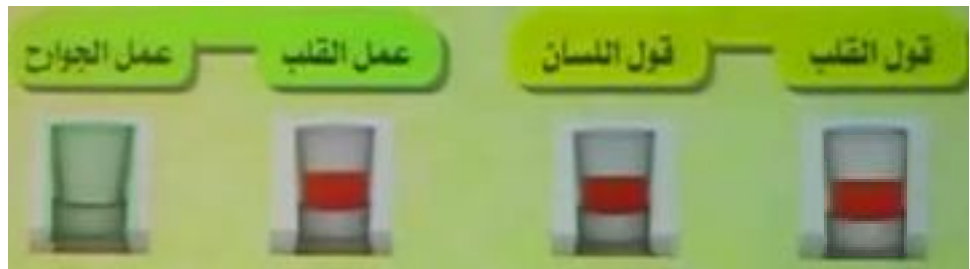 قول القلب
قول اللسان
عمل القلب
عمل الجوارح